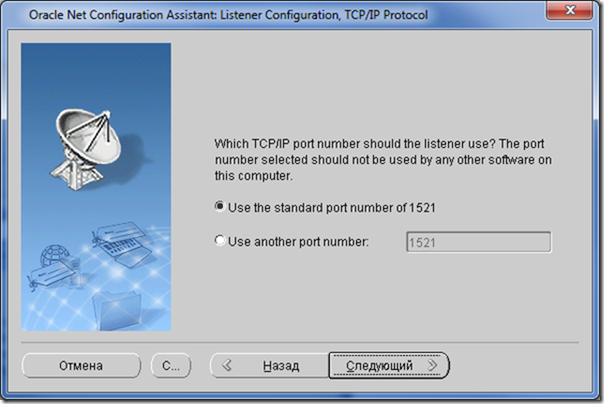 Oracle Net Configuration Assistant: Listener Configuration, TCP/IP Protocol
Which TCP/IP port number should the listener use? The port
number selected should not be used by any other software on
this computer.
Use the standard port number of 1521
Use another port number: 1521
Отмена С... Назад Следующий